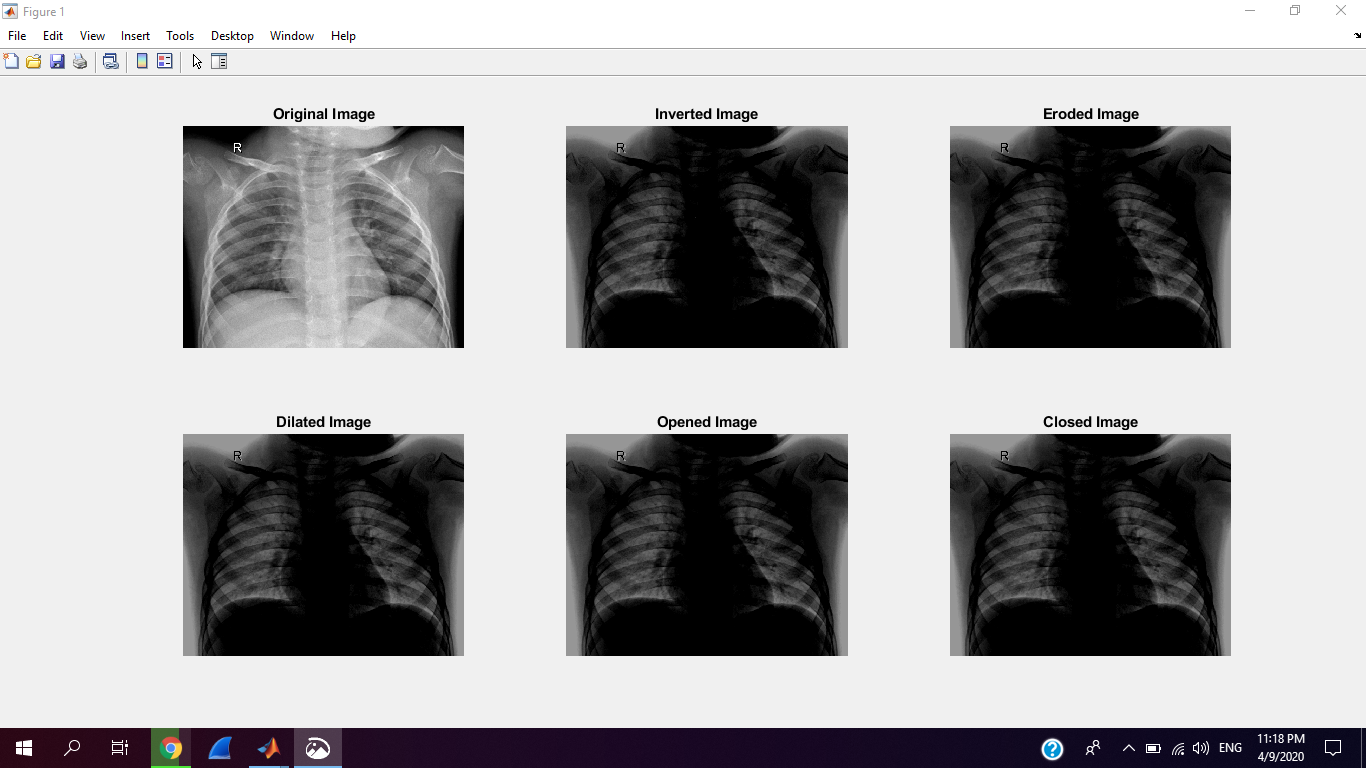 Figure 1
File Edit View Insert Tools Desktop Window Help
Original Image Inverted Image Eroded Image
R R R
Dilated Image Opened Image Closed Image
R R R
ENG
11:18 PM
4/9/2020